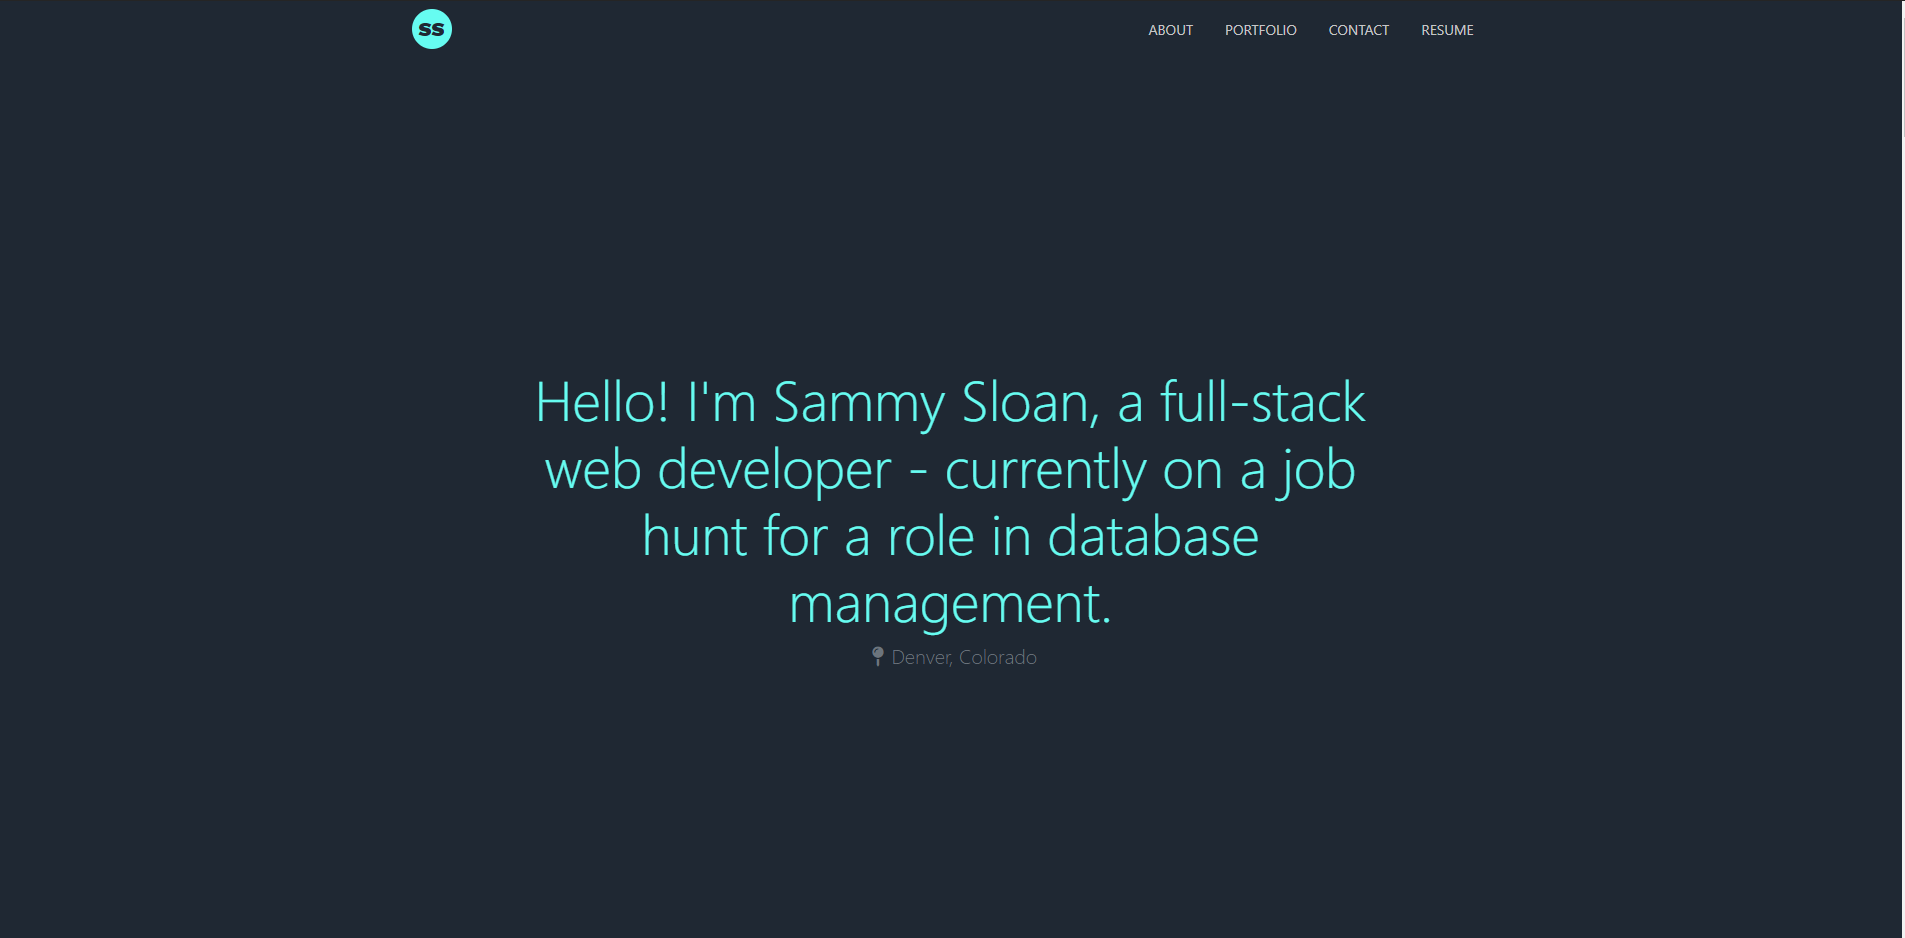 ss
ABOUT PORTFOLIO CONTACT RESUME
Hello! I'm Sammy Sloan, a full-stack
web developer - currently on a job
hunt for a role in database
management.
Denver, Colorado